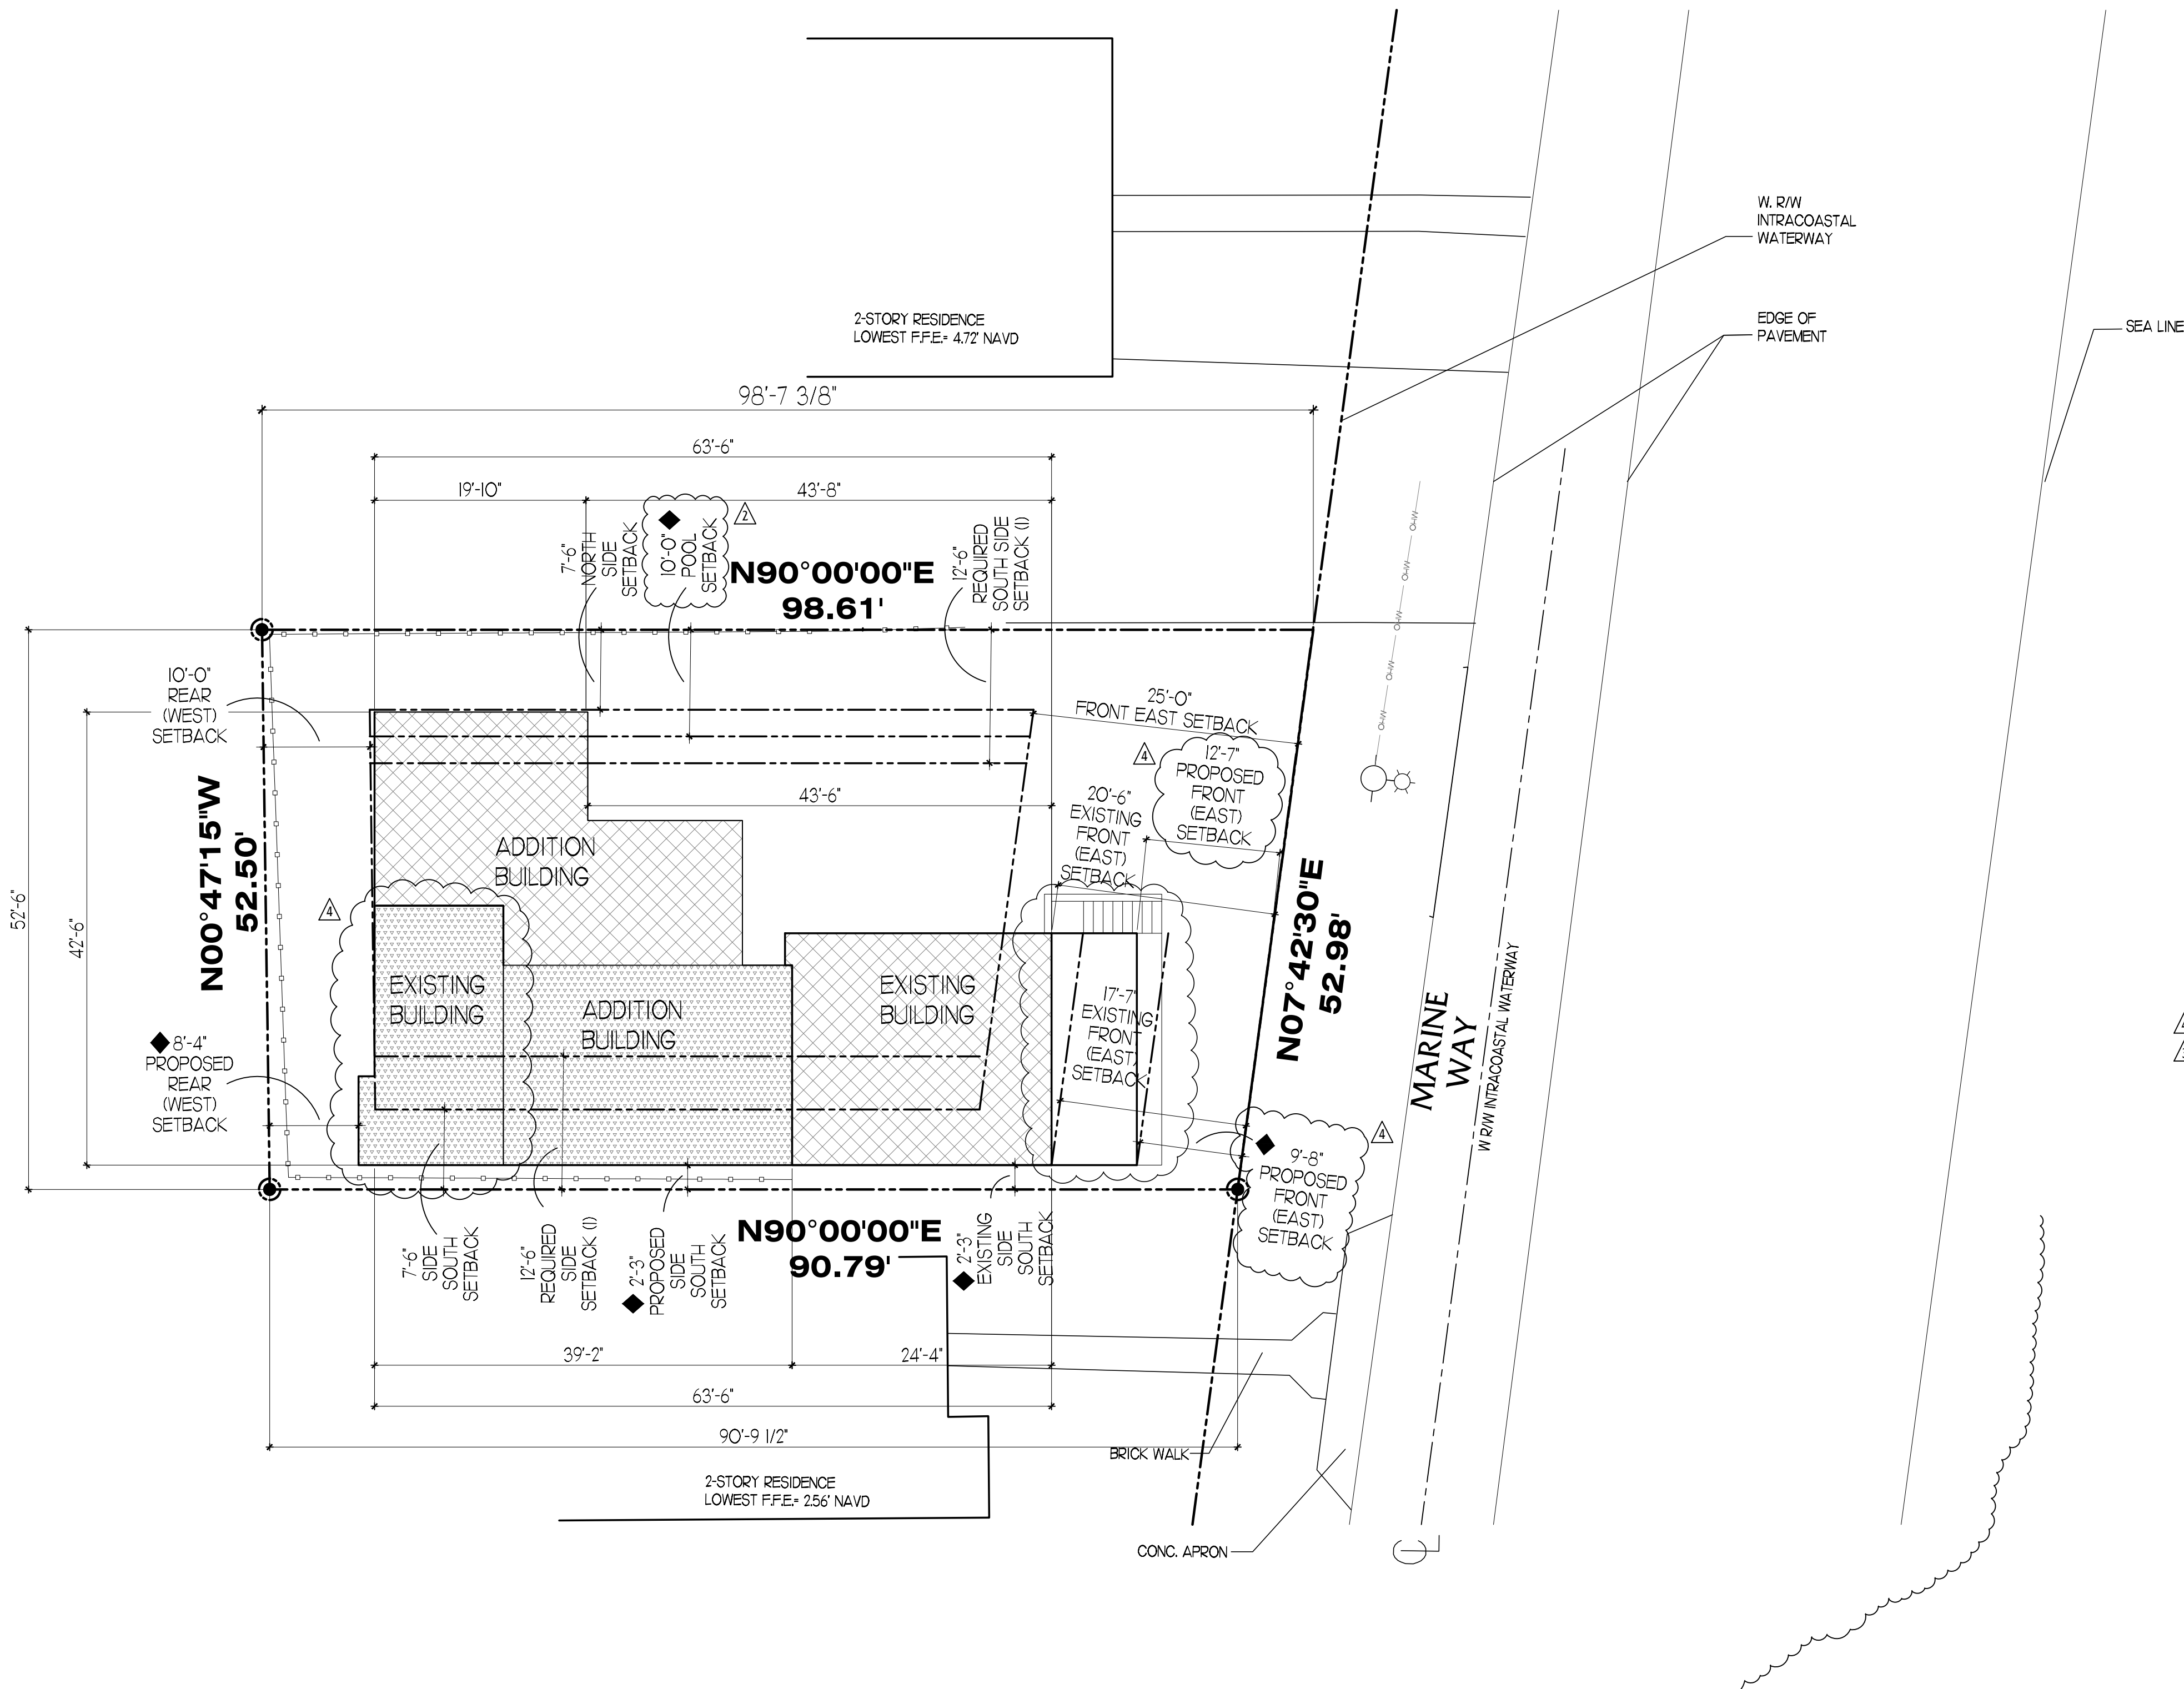 W. R/W
INTRACOASTAL
WATERWAY
EDGE OF
PAVEMENT
SEA LINE
2-STORY RESIDENCE
LOWEST F.F.E.= 4.72' NAVD
98'-7 3/8"
63'-6"
19'-10"
43'-8"
7'-6"
NORTH
SIDE
SETBACK
10'-0"
POOL
SETBACK
2
N90°00'00"E
98.61'
12'-6"
REQUIRED
SOUTH SIDE
SETBACK (1)
10'-0"
REAR
(WEST)
SETBACK
25'-0"
FRONT EAST SETBACK
4
12'-7"
PROPOSED
FRONT
(EAST)
SETBACK
20'-6"
EXISTING
FRONT
(EAST)
SETBACK
43'-6"
N00°47'15"W
52.50'
52'-6"
42'-6"
ADDITION
BUILDING
4
EXISTING
BUILDING
ADDITION
BUILDING
EXISTING
BUILDING
17'-7"
EXISTING
FRONT
(EAST)
SETBACK
N07°42'30"E
52.98'
OHW
OHW
OHW
OHW
OHW
MARINE
WAY
W R/W INTRACOASTAL WATERWAY
8'-4"
PROPOSED
REAR
(WEST)
SETBACK
4
9'-8"
PROPOSED
FRONT
(EAST)
SETBACK
7'-6"
SIDE
SOUTH
SETBACK
12'-6"
REQUIRED
SIDE
SETBACK (1)
2'-3"
PROPOSED
SIDE
SOUTH
SETBACK
N90°00'00"E
90.79'
2'-3"
EXISTING
SIDE
SOUTH
SETBACK
39'-2"
24'-4"
63'-6"
90'-9 1/2"
BRICK WALK
2-STORY RESIDENCE
LOWEST F.F.E.= 2.56' NAVD
CONC. APRON
CL